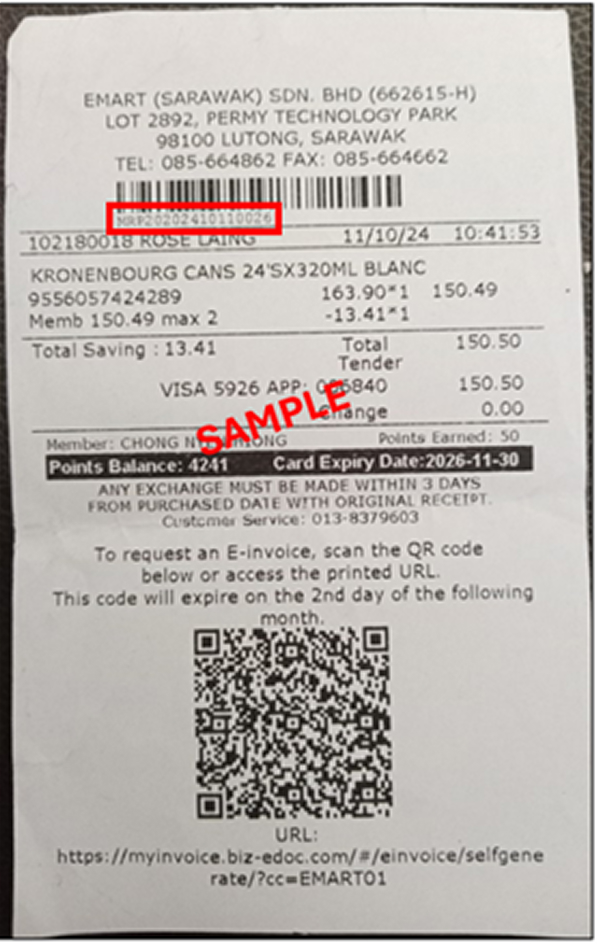 EMART (SARAWAK) SDN. BHD (662615-H)
LOT 2892, PERMY TECHNOLOGY PARK
98100 LUTONG, SARAWAK
TEL: 085-664862 FAX: 085-664662
MRP20202410110026
102180018 ROSE LAING 11/10/24 10:41:53
KRONENBOURG CANS 24'SX320ML BLANC
9556057424289 163.90*1 150.49
Memb 150.49 max 2 -13.41*1
Total Saving : 13.41 Total 150.50
Tender
VISA 5926 APP: 6840 150.50
Change 0.00
SAMPLE
Member: CHONG Points Earned: 50
Points Balance: 4241 Card Expiry Date:2026-11-30
ANY EXCHANGE MUST BE MADE WITHIN 3 DAYS
FROM PURCHASED DATE WITH ORIGINAL RECEIPT.
Customer Service: 013-8379603
To request an E-invoice, scan the QR code
below or access the printed URL.
This code will expire on the 2nd day of the following
month.
URL:
https://myinvoice.biz-edoc.com/#/einvoice/selfgene
rate/?cc=EMART01